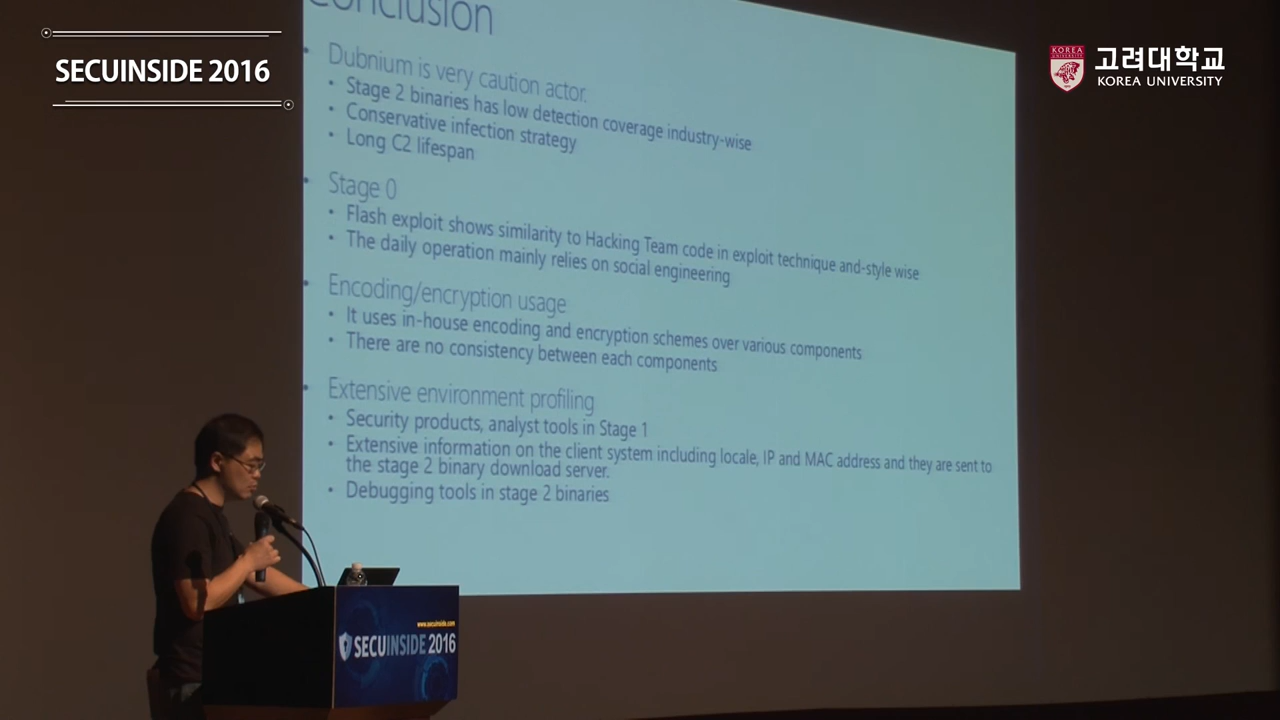 SECUINSIDE 2016
KOREA
고려대학교
KOREA UNIVERSITY
Conclusion
• Dubnium is very caution actor.
• Stage 2 binaries has low detection coverage industry-wise
• Conservative infection strategy
• Long C2 lifespan
• Stage 0
• Flash exploit shows similarity to Hacking Team code in exploit technique and-style wise
• The daily operation mainly relies on social engineering
• Encoding/encryption usage
• It uses in-house encoding and encryption schemes over various components
• There are no consistency between each components
• Extensive environment profiling
• Security products, analyst tools in Stage 1
• Extensive information on the client system including locale, IP and MAC address and they are sent to
the stage 2 binary download server.
• Debugging tools in stage 2 binaries
www.secuinside.com
SECUINSIDE 2016